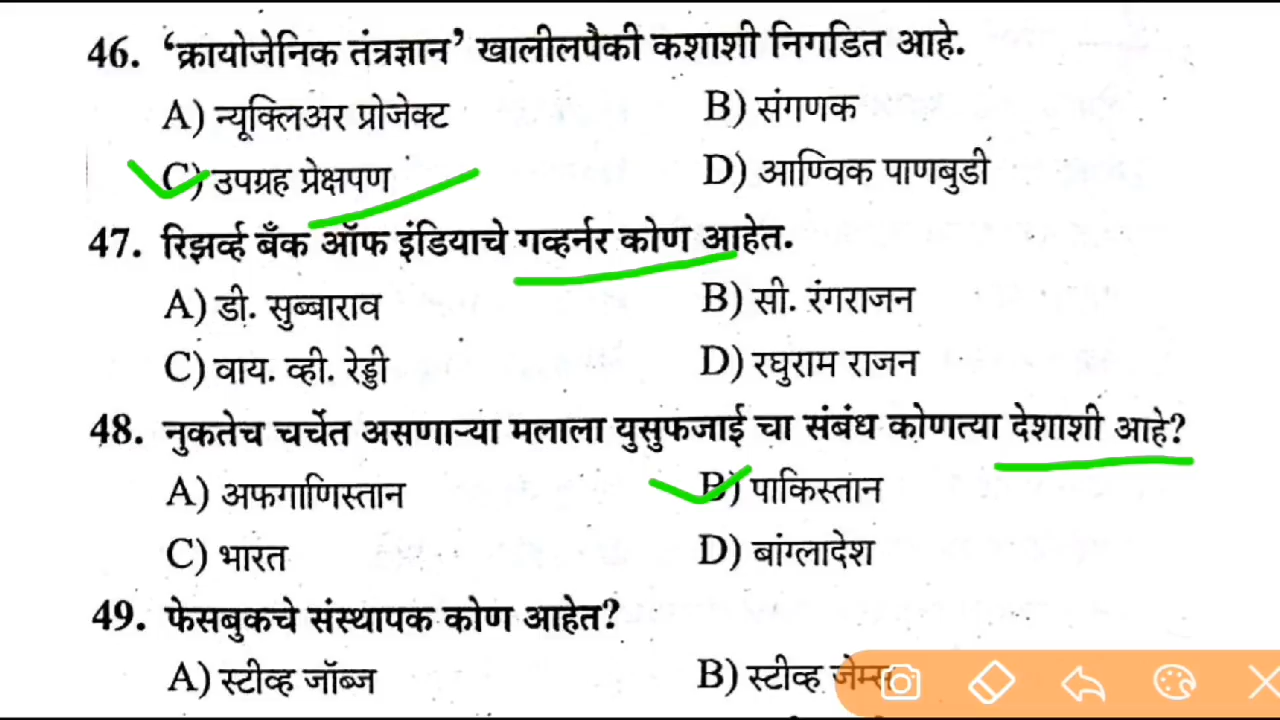 46. ‘क्रायोजेनिक तंत्रज्ञान’ खालीलपैकी कशाशी निगडित आहे.
A) न्यूक्लिअर प्रोजेक्ट B) संगणक
C) उपग्रह प्रेक्षपण D) आण्विक पाणबुडी
47. रिझर्व्ह बँक ऑफ इंडियाचे गव्हर्नर कोण आहेत.
A) डी. सुब्बाराव B) सी. रंगराजन
C) वाय. व्ही. रेड्डी D) रघुराम राजन
48. नुकतेच चर्चेत असणाऱ्या मलाला युसुफजाई चा संबंध कोणत्या देशाशी आहे?
A) अफगाणिस्तान B) पाकिस्तान
C) भारत D) बांग्लादेश
49. फेसबुकचे संस्थापक कोण आहेत?
A) स्टीव्ह जॉब्ज B) स्टीव्ह